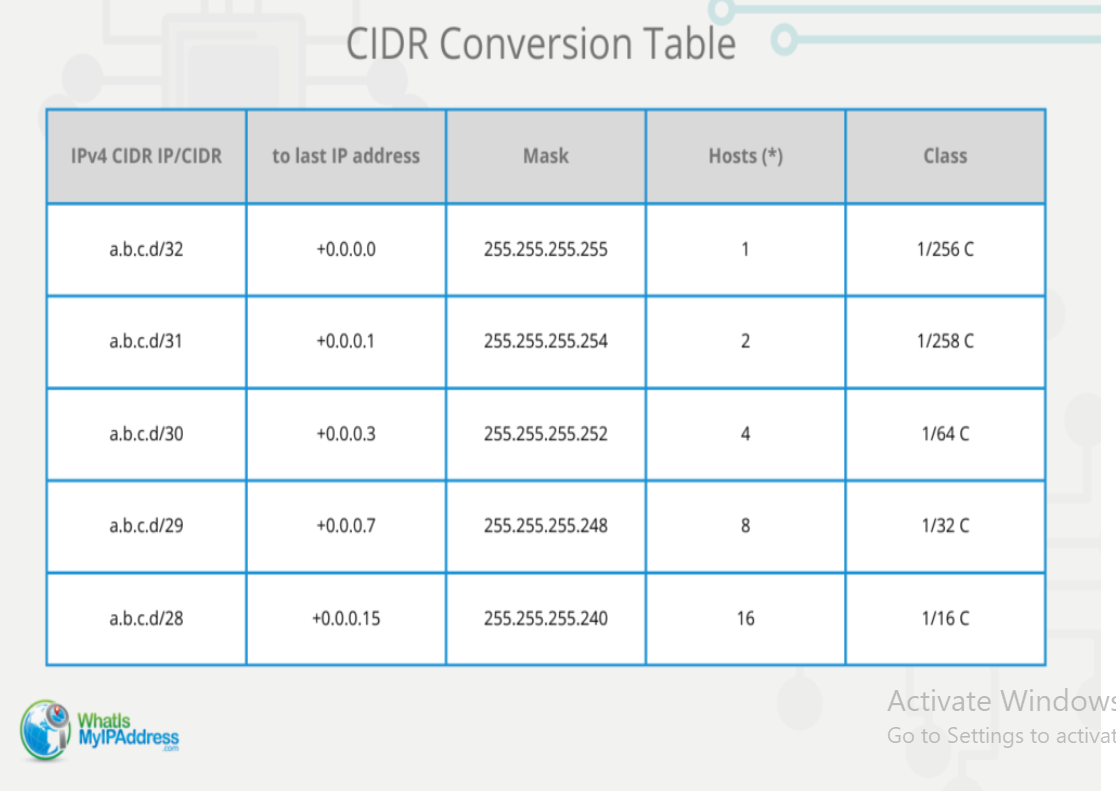 CIDR Conversion Table
IPv4 CIDR IP/CIDR to last IP address Mask Hosts (*) Class
a.b.c.d/32 +0.0.0.0 255.255.255.255 1 1/256 C
a.b.c.d/31 +0.0.0.1 255.255.255.254 2 1/258 C
a.b.c.d/30 +0.0.0.3 255.255.255.252 4 1/64 C
a.b.c.d/29 +0.0.0.7 255.255.255.248 8 1/32 C
a.b.c.d/28 +0.0.0.15 255.255.255.240 16 1/16 C
Activate Windows
Go to Settings to activat
WhatIs
MyIPAddress
.com